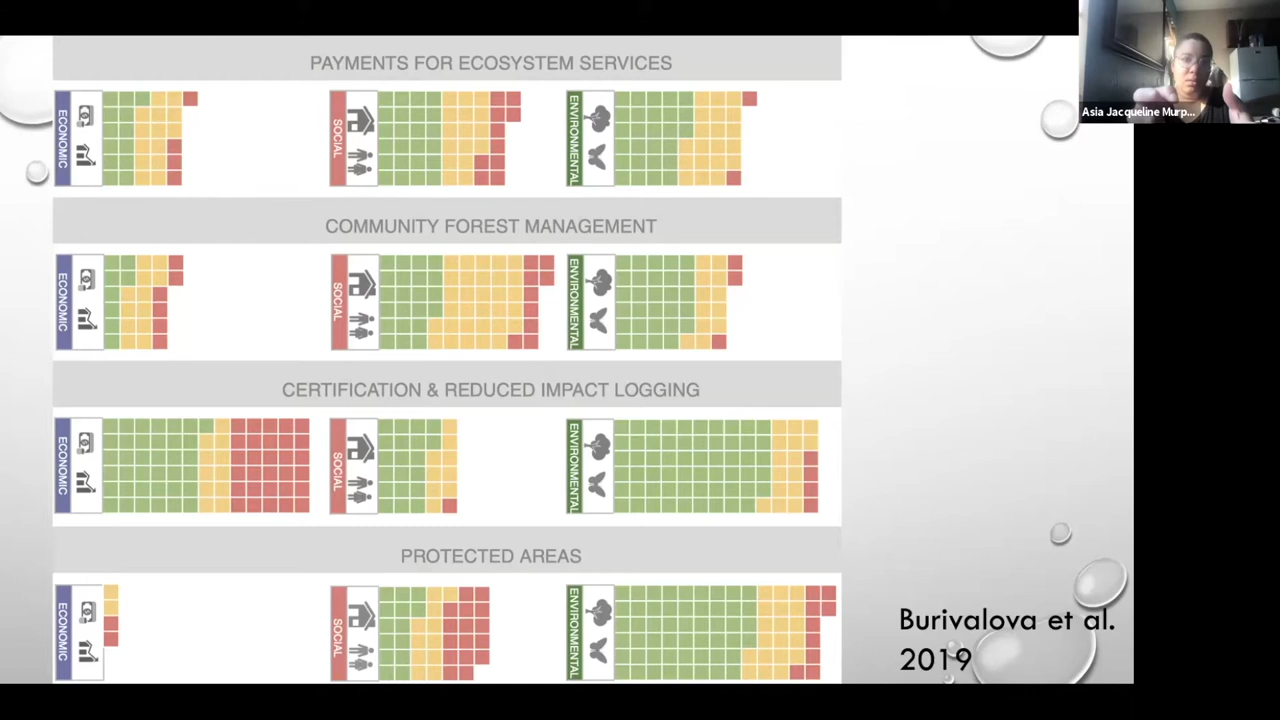 Asia Jacqueline Murp...
PAYMENTS FOR ECOSYSTEM SERVICES
ECONOMIC
SOCIAL
ENVIRONMENTAL
COMMUNITY FOREST MANAGEMENT
ECONOMIC
SOCIAL
ENVIRONMENTAL
CERTIFICATION & REDUCED IMPACT LOGGING
ECONOMIC
SOCIAL
ENVIRONMENTAL
PROTECTED AREAS
ECONOMIC
SOCIAL
ENVIRONMENTAL
Burivalova et al.
2019